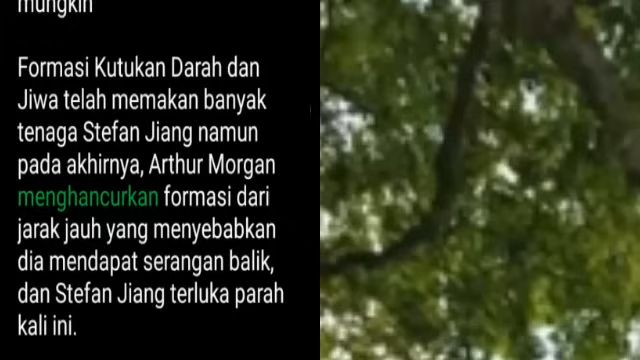 mungkin
Formasi Kutukan Darah dan
Jiwa telah memakan banyak
tenaga Stefan Jiang namun
pada akhirnya, Arthur Morgan
menghancurkan formasi dari
jarak jauh yang menyebabkan
dia mendapat serangan balik,
dan Stefan Jiang terluka parah
kali ini.